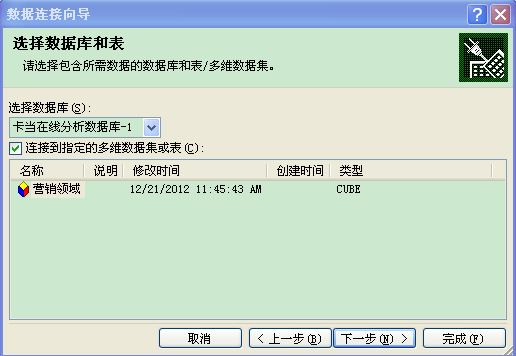 数据连接向导
选择数据库和表
请选择包含所需数据的数据库和表/多维数据集。
选择数据库(S):
卡当在线分析数据库-1
连接到指定的多维数据集或表(C):
名称 说明 修改时间 创建时间 类型
营销领域 12/21/2012 11:45:43 AM CUBE
取消 < 上一步(B) 下一步(N) > 完成(F)